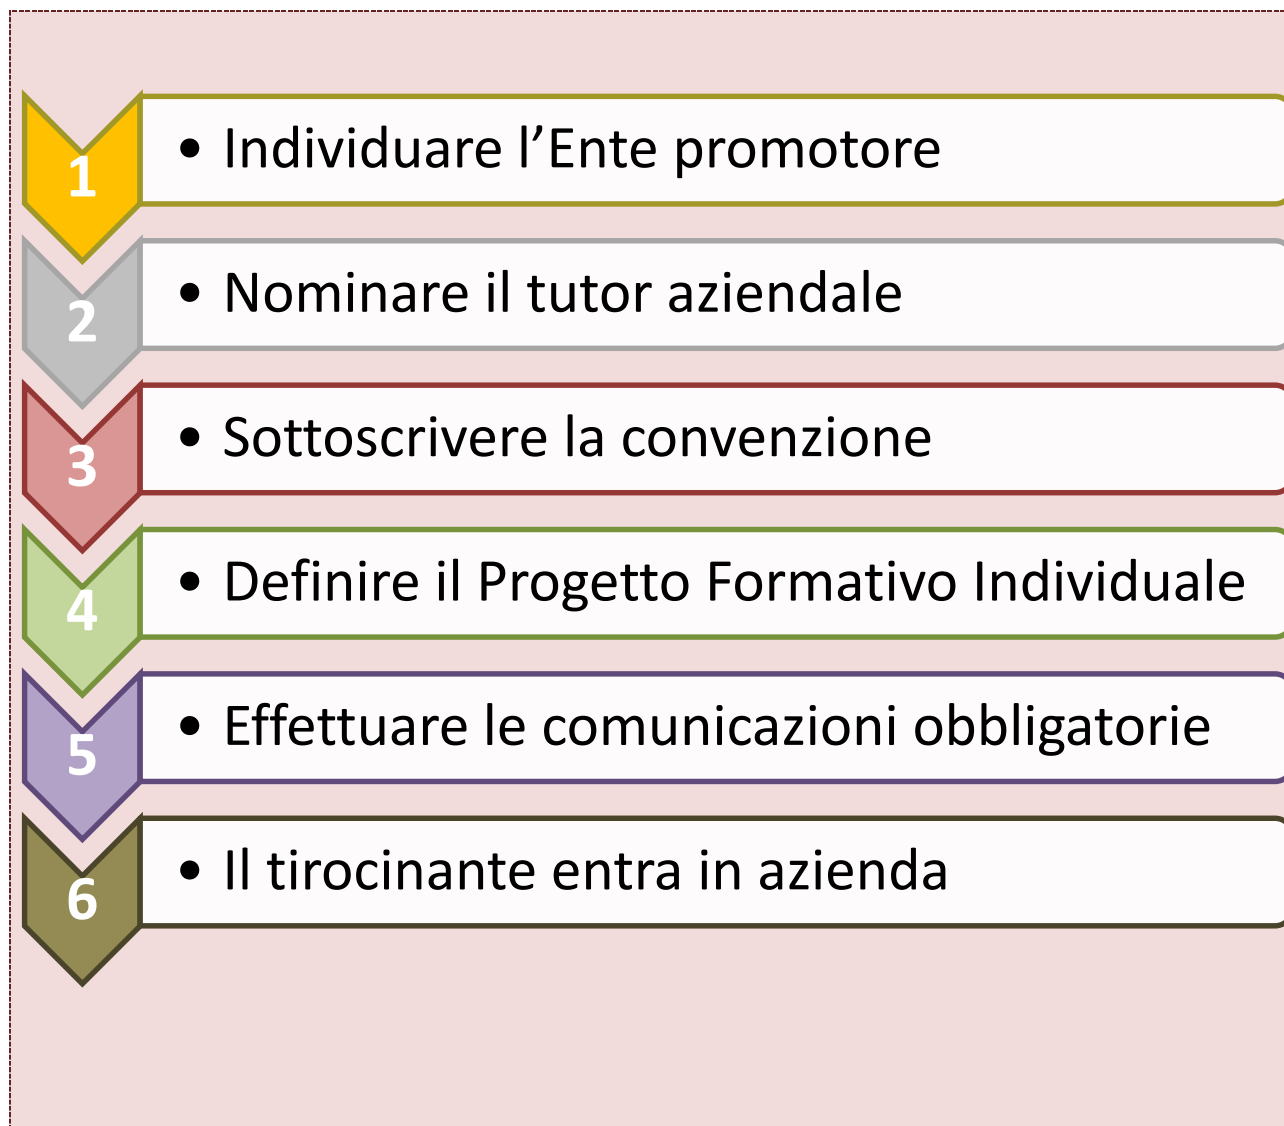 1
• Individuare l’Ente promotore
2
• Nominare il tutor aziendale
3
• Sottoscrivere la convenzione
4
• Definire il Progetto Formativo Individuale
5
• Effettuare le comunicazioni obbligatorie
6
• Il tirocinante entra in azienda